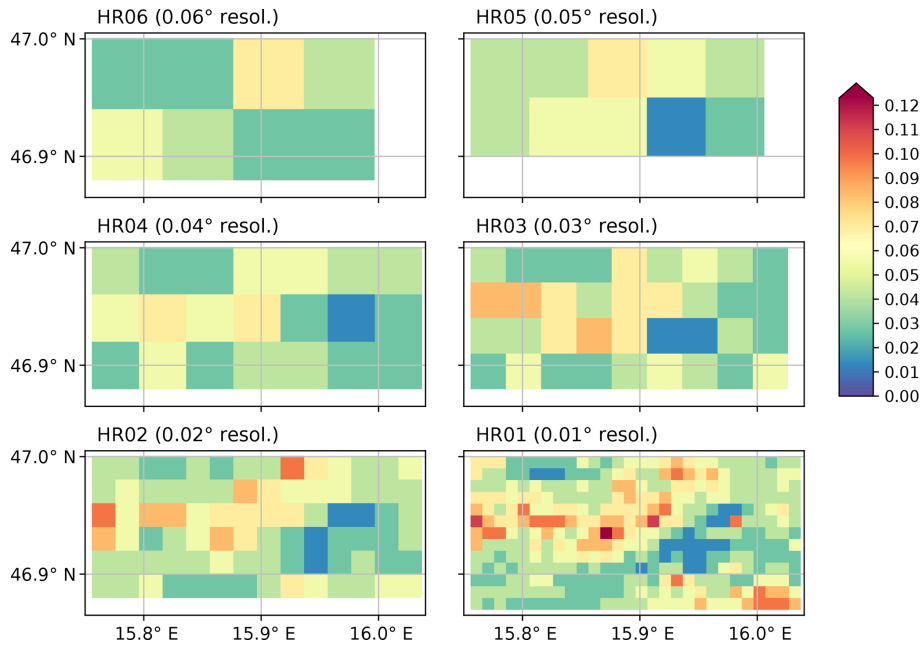 HR06 (0.06° resol.)
HR05 (0.05° resol.)
47.0° N
46.9° N
0.12
0.11
0.10
0.09
0.08
0.07
0.06
0.05
0.04
0.03
0.02
0.01
0.00
HR04 (0.04° resol.)
HR03 (0.03° resol.)
47.0° N
46.9° N
HR02 (0.02° resol.)
HR01 (0.01° resol.)
47.0° N
46.9° N
15.8° E
15.9° E
16.0° E
15.8° E
15.9° E
16.0° E